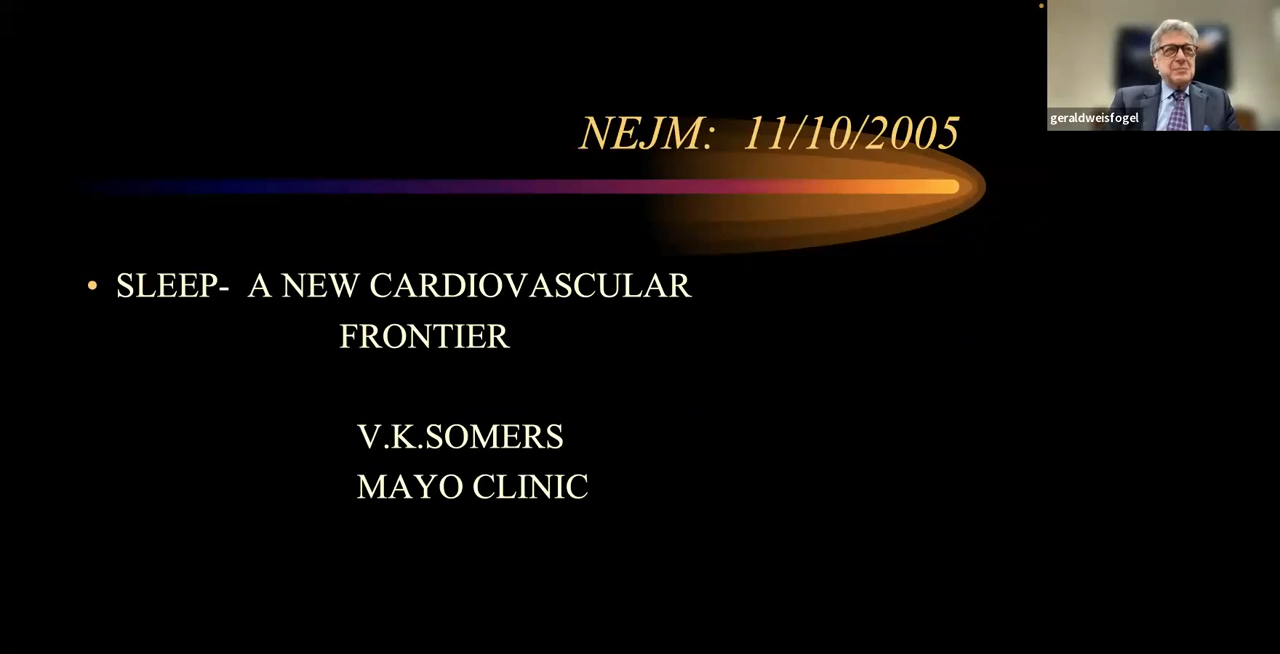 NEJM: 11/10/2005
geraldweisfogel
• SLEEP- A NEW CARDIOVASCULAR
FRONTIER
V.K.SOMERS
MAYO CLINIC